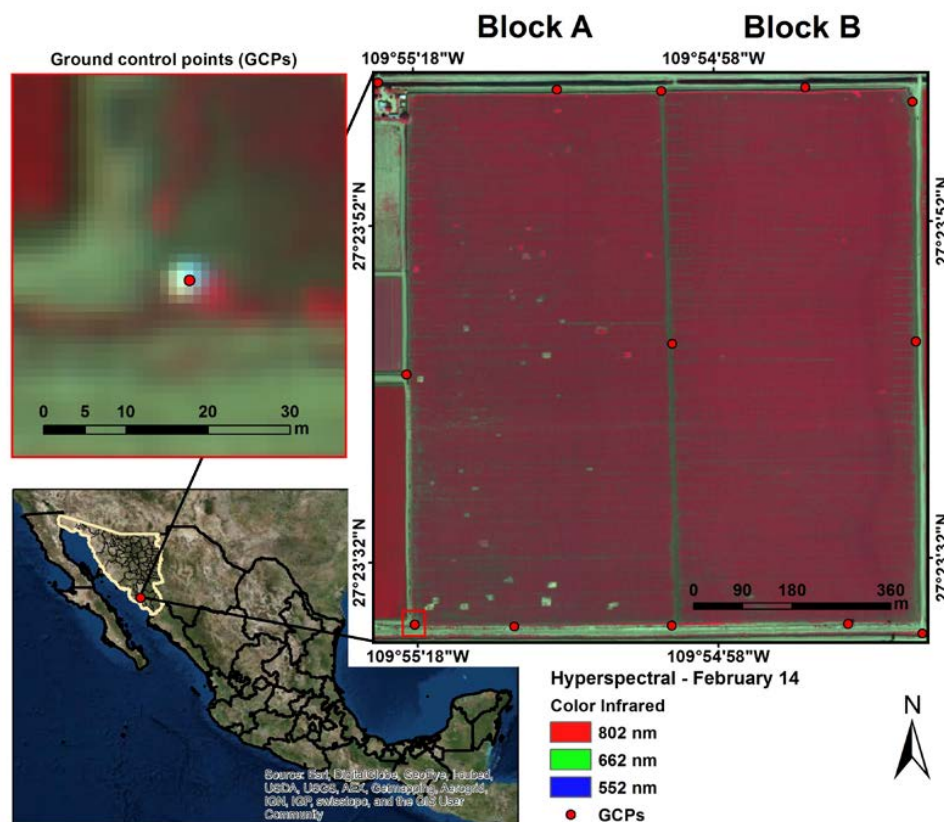 Block A
Block B
Ground control points (GCPs)
109°55'18"W
109°54'58"W
27°23'52"N
27°23'52"N
27°23'32"N
27°23'32"N
0 5 10 20 30
m
0 90 180 360
m
109°55'18"W
109°54'58"W
Hyperspectral - February 14
Color Infrared
802 nm
662 nm
552 nm
GCPs
N
Source: Esri, DigitalGlobe, GeoEye, i-cubed,
USDA, USGS, AEX, Getmapping, Aerogrid,
IGN, IGP, swisstopo, and the GIS User
Community